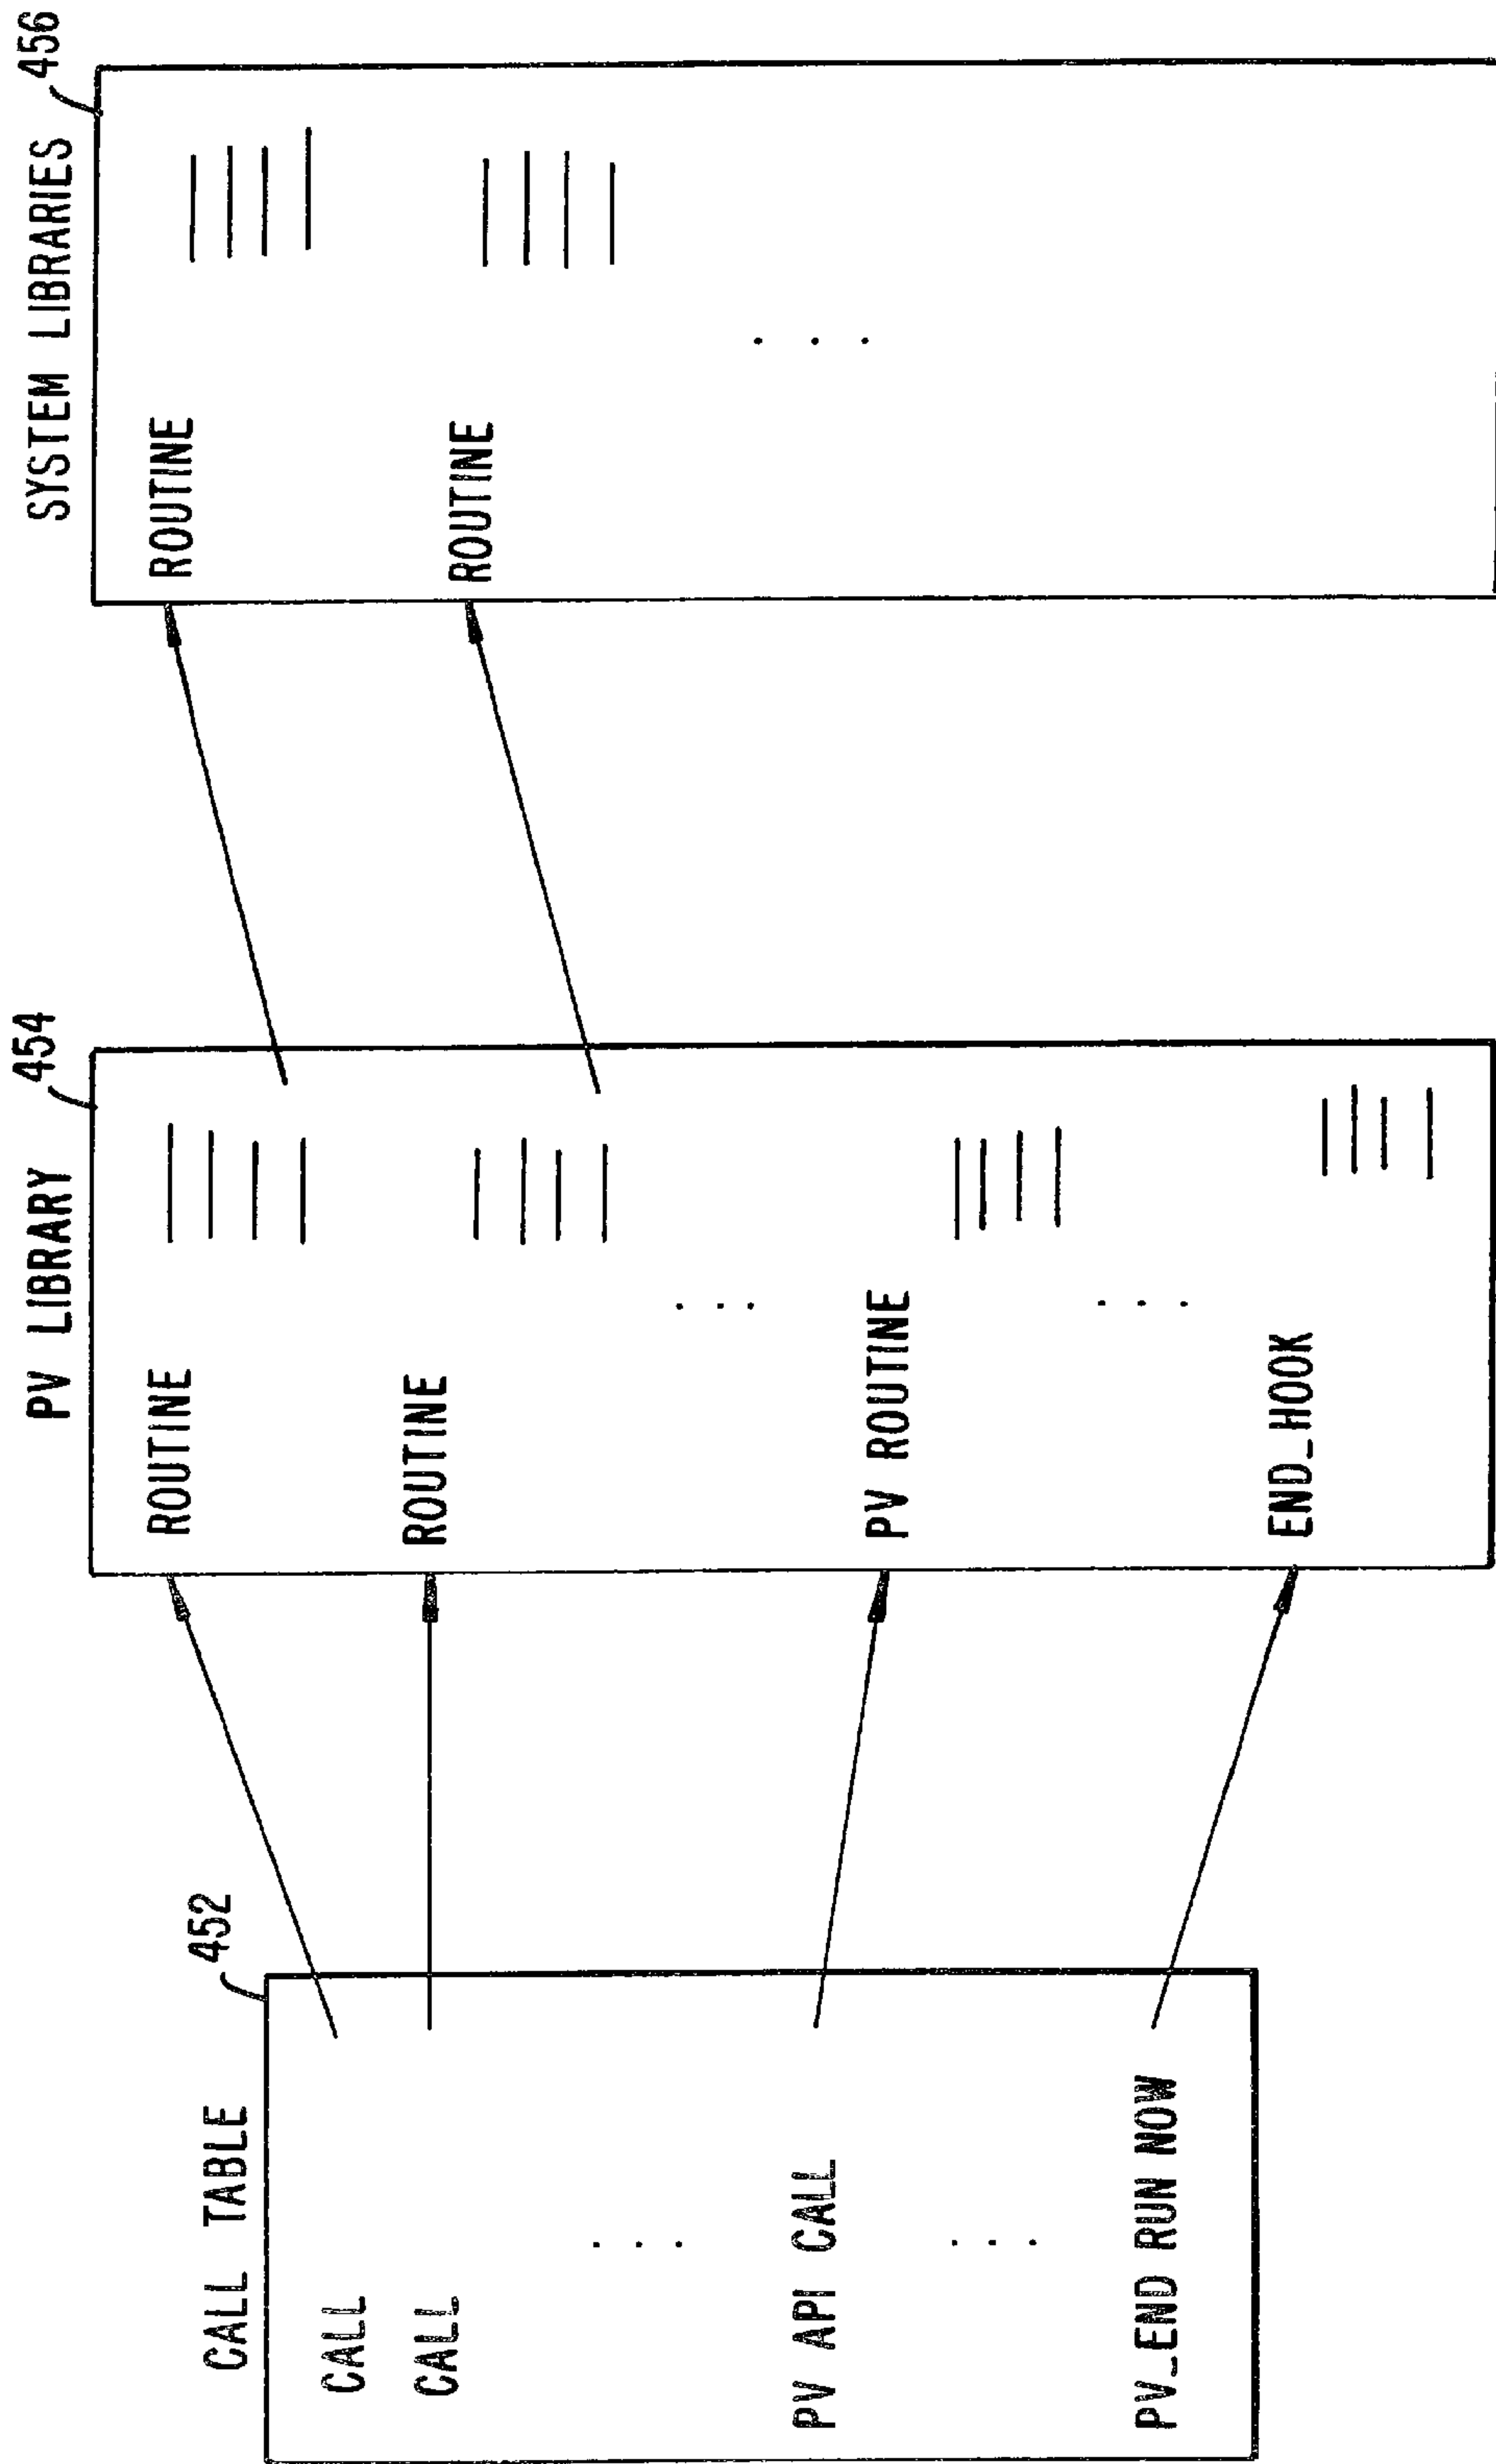 CALL TABLE
452
CALL
CALL
. . .
PV API CALL
. . .
PV_END RUN NOW
PV LIBRARY
454
ROUTINE
ROUTINE
. . .
PV ROUTINE
. . .
END_HOOK
SYSTEM LIBRARIES
456
ROUTINE
ROUTINE
. . .